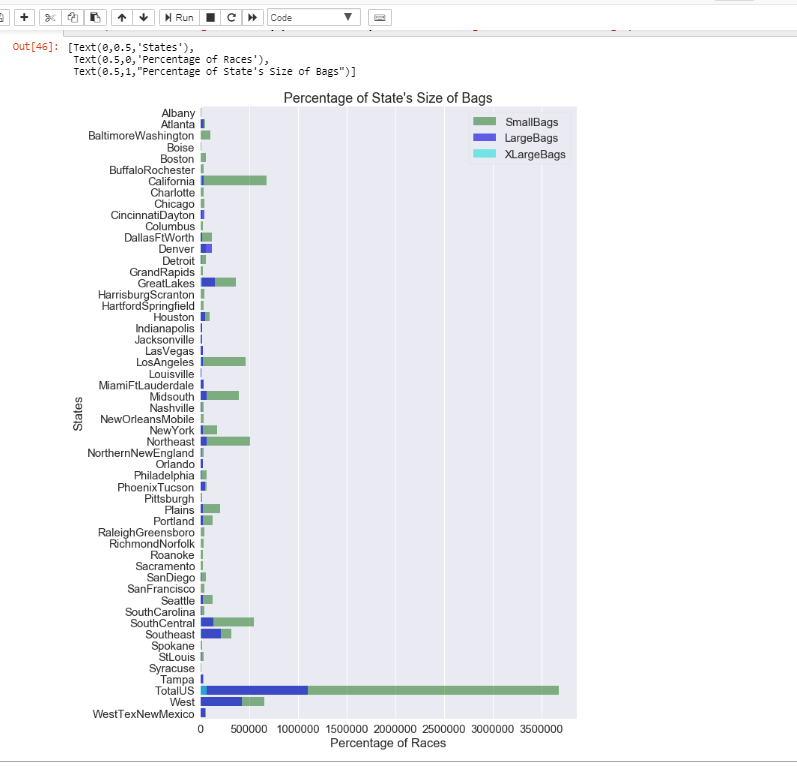 Run
Code
Out[46]: [Text(0,0.5,'States'),
Text(0.5,0,'Percentage of Races'),
Text(0.5,1,"Percentage of State's Size of Bags")]
Percentage of State's Size of Bags
SmallBags
LargeBags
XLargeBags
Albany
Atlanta
BaltimoreWashington
Boise
Boston
BuffaloRochester
California
Charlotte
Chicago
CincinnatiDayton
Columbus
DallasFtWorth
Denver
Detroit
GrandRapids
GreatLakes
HarrisburgScranton
HartfordSpringfield
Houston
Indianapolis
Jacksonville
LasVegas
LosAngeles
Louisville
MiamiFtLauderdale
Midsouth
Nashville
NewOrleansMobile
NewYork
Northeast
NorthernNewEngland
Orlando
Philadelphia
PhoenixTucson
Pittsburgh
Plains
Portland
RaleighGreensboro
RichmondNorfolk
Roanoke
Sacramento
SanDiego
SanFrancisco
Seattle
SouthCarolina
SouthCentral
Southeast
Spokane
StLouis
Syracuse
Tampa
TotalUS
West
WestTexNewMexico
States
0 500000 1000000 1500000 2000000 2500000 3000000 3500000
Percentage of Races